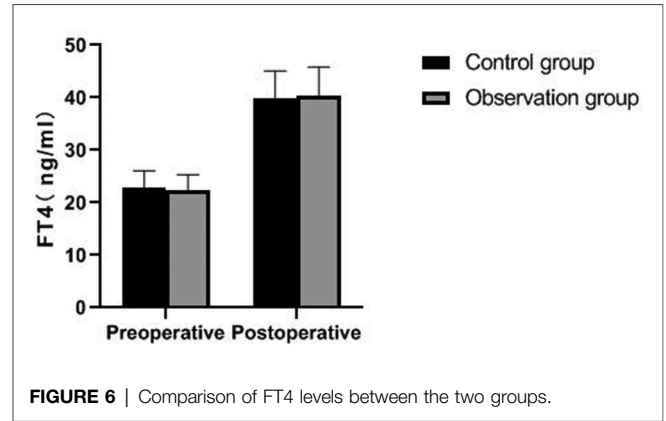 50
40
30
20
10
0
FT4( ng/ml)
Preoperative Postoperative
Control group
Observation group
FIGURE 6 | Comparison of FT4 levels between the two groups.